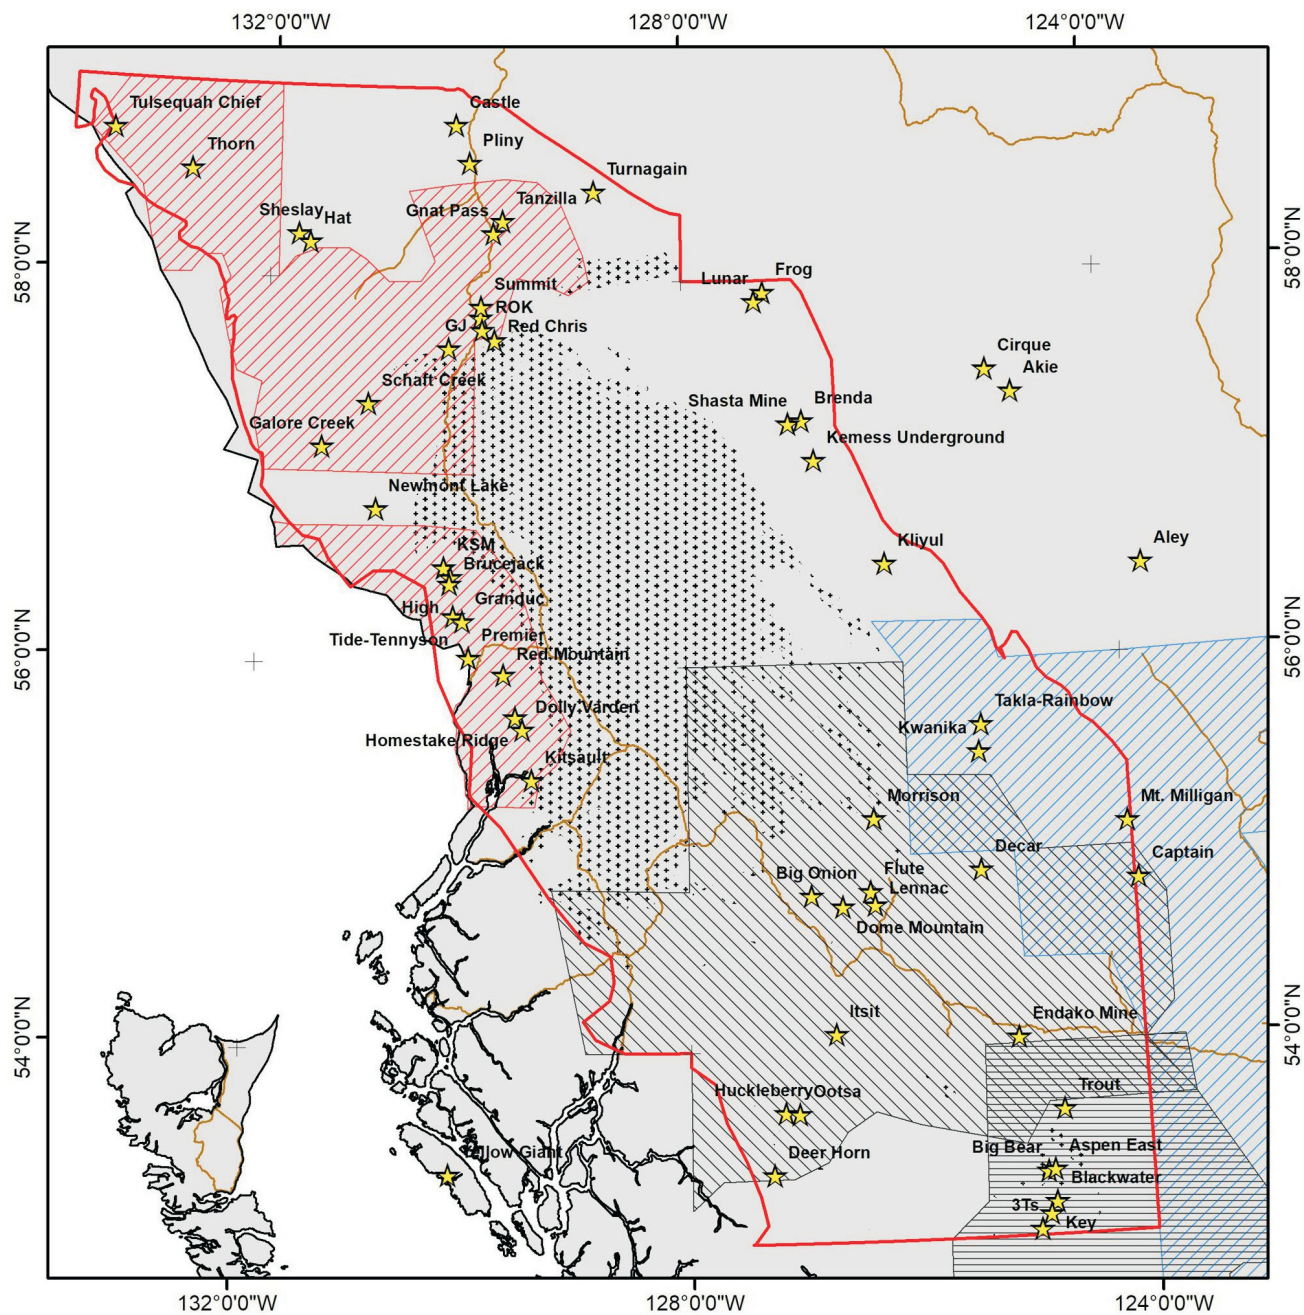 132°0'0"W
128°0'0"W
124°0'0"W
Tulsequah Chief
Castle
Thorn
Pliny
Turnagain
Tanzilla
Gnat Pass
Sheslay
Hat
58°0'0"N
58°0'0"N
Lunar
Frog
Summit
ROK
GJ
Red Chris
Cirque
Akie
Schaft Creek
Shasta Mine
Brenda
Galore Creek
Kemess Underground
Newmont Lake
KSM
Kliyul
Aley
Brucejack
High
Granduc
Tide-Tennyson
Premier
56°0'0"N
56°0'0"N
Red Mountain
Takla-Rainbow
Dolly Varden
Kwanika
Homestake Ridge
Kitsault
Morrison
Mt. Milligan
Decar
Captain
Big Onion
Flute
Lennac
Dome Mountain
Itsit
Endako Mine
54°0'0"N
54°0'0"N
Huckleberry
Ootsa
Trout
Yellow Giant
Deer Horn
Big Bear
Aspen East
Blackwater
3Ts
Key
132°0'0"W
128°0'0"W
124°0'0"W